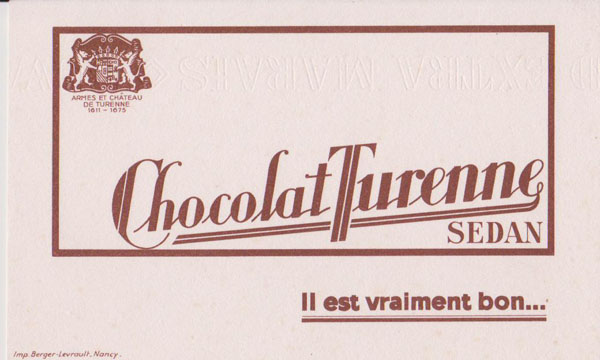 ARMES ET CHÂTEAU
DE TURENNE
1611 - 1675
Chocolat Turenne
SEDAN
Il est vraiment bon...
Imp. Berger-Levrault, Nancy.